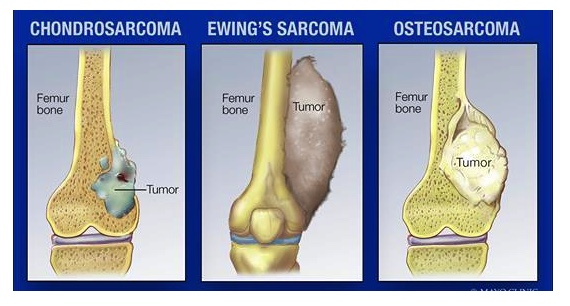 CHONDROSARCOMA
EWING'S SARCOMA
OSTEOSARCOMA
Femur
bone
Tumor
Femur
bone
Tumor
Femur
bone
Tumor